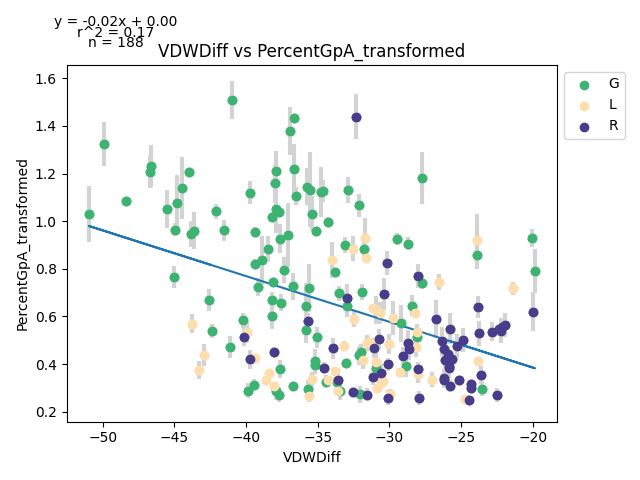 y = -0.02x + 0.00
r^2 = 0.17
n = 188
VDWDiff vs PercentGpA_transformed
G
L
R
PercentGpA_transformed
1.6
1.4
1.2
1.0
0.8
0.6
0.4
0.2
−50 −45 −40 −35 −30 −25 −20
VDWDiff